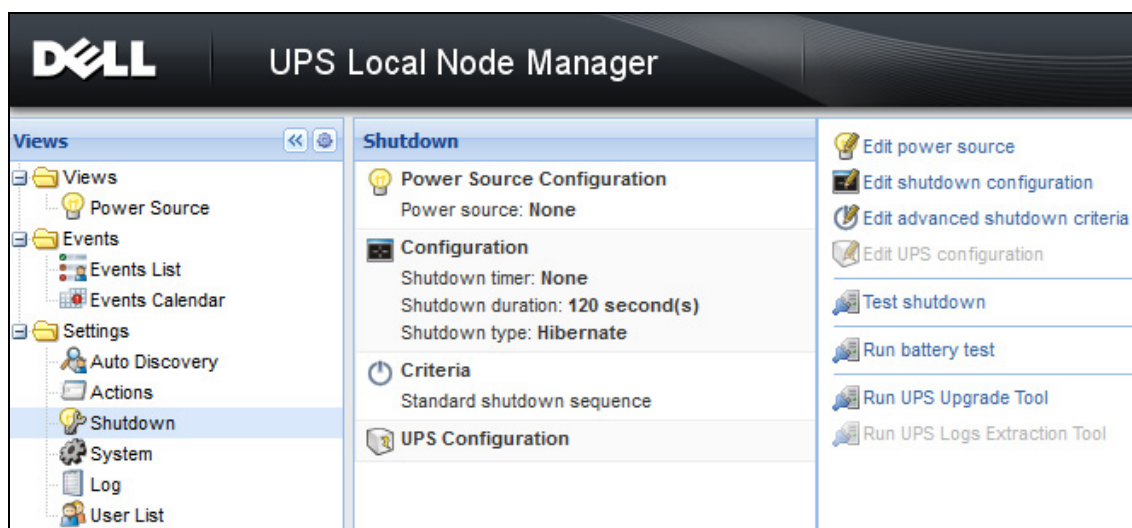 DELL
UPS Local Node Manager
Views
Views
Power Source
Events
Events List
Events Calendar
Settings
Auto Discovery
Actions
Shutdown
System
Log
User List
Shutdown
Power Source Configuration
Power source: None
Configuration
Shutdown timer: None
Shutdown duration: 120 second(s)
Shutdown type: Hibernate
Criteria
Standard shutdown sequence
UPS Configuration
Edit power source
Edit shutdown configuration
Edit advanced shutdown criteria
Edit UPS configuration
Test shutdown
Run battery test
Run UPS Upgrade Tool
Run UPS Logs Extraction Tool